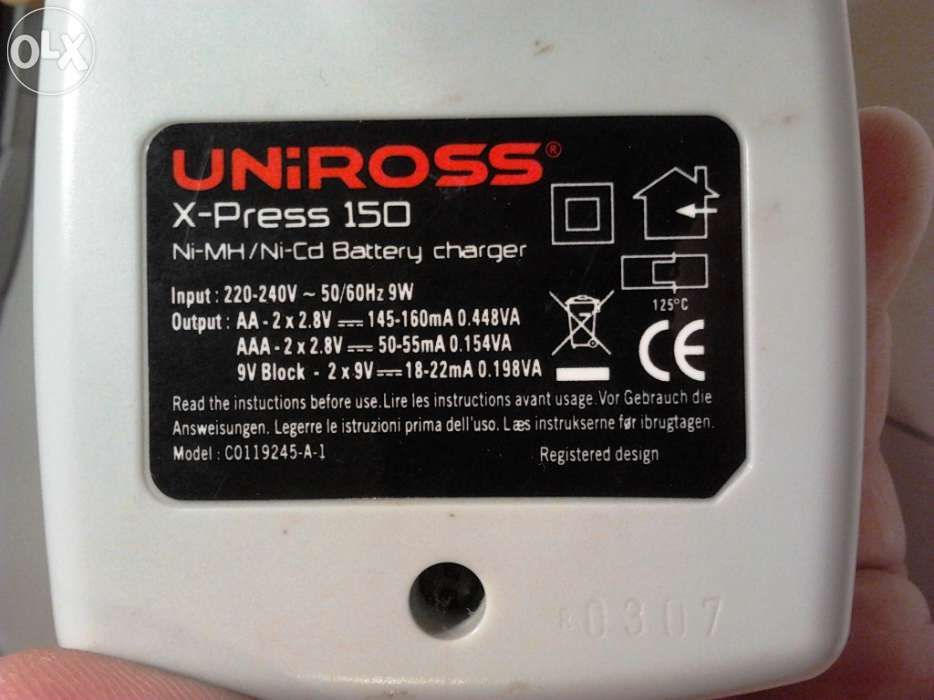 OLX
UNiROSS®
X-Press 150
Ni-MH/Ni-Cd Battery charger
Input : 220-240V ~ 50/60Hz 9W
Output : AA - 2 x 2.8V ⎓ 145-160mA 0.448VA
AAA - 2 x 2.8V ⎓ 50-55mA 0.154VA
9V Block - 2 x 9V ⎓ 18-22mA 0.198VA
125°C
CE
Read the instuctions before use. Lire les instructions avant usage. Vor Gebrauch die
Anweisungen. Legerre le istruzioni prima dell'uso. Læs instrukserne før ibrugtagen.
Model : C0119245-A-1
Registered design
0307